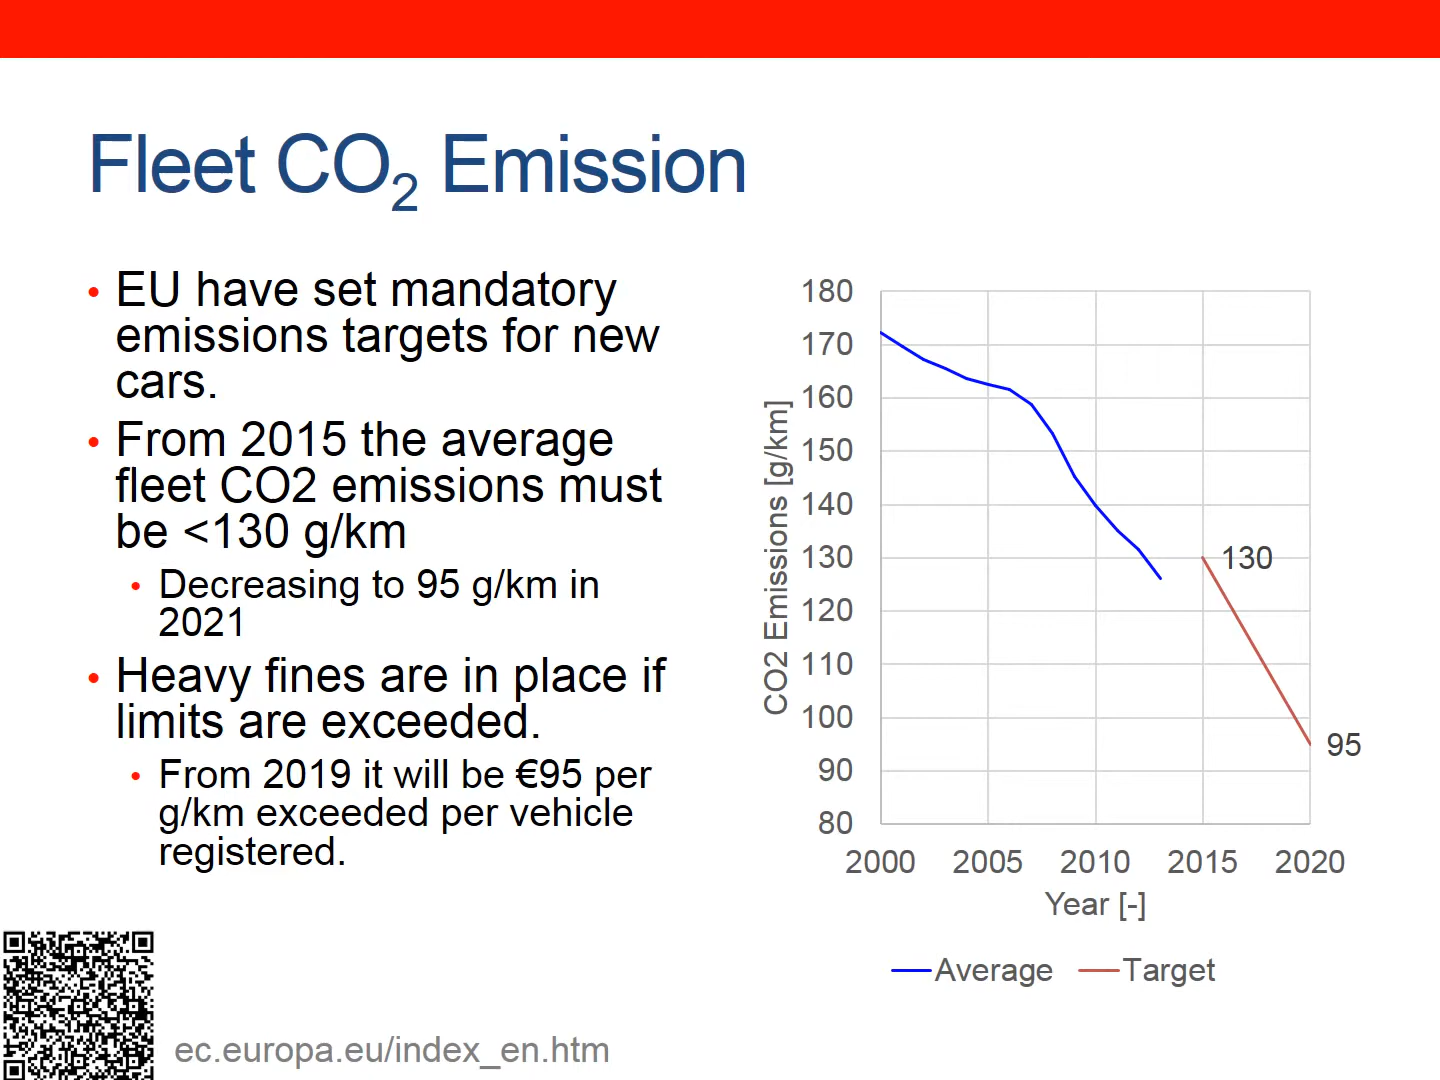 Fleet CO₂ Emission
• EU have set mandatory
emissions targets for new
cars.
• From 2015 the average
fleet CO2 emissions must
be <130 g/km
• Decreasing to 95 g/km in
2021
• Heavy fines are in place if
limits are exceeded.
• From 2019 it will be €95 per
g/km exceeded per vehicle
registered.
CO2 Emissions [g/km]
180
170
160
150
140
130
120
110
100
90
80
130
95
2000 2005 2010 2015 2020
Year [-]
Average Target
ec.europa.eu/index_en.htm